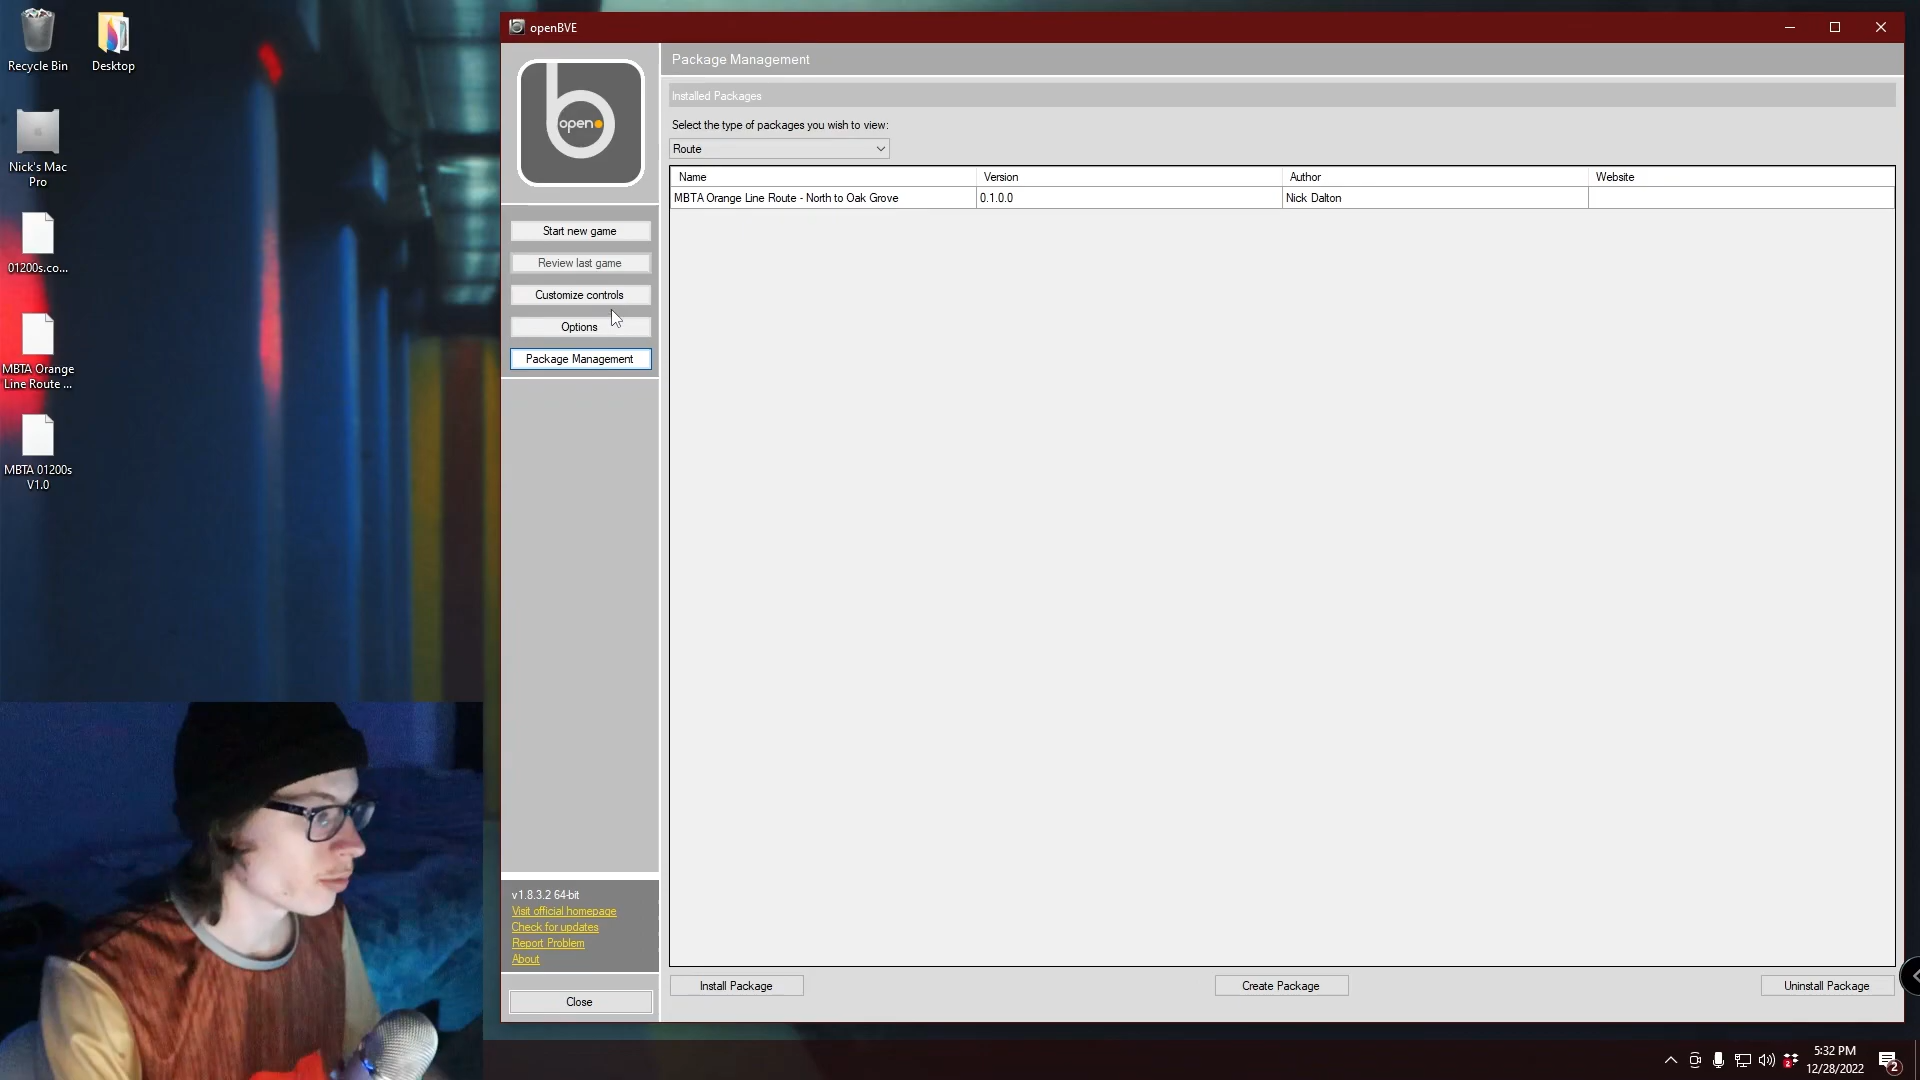 Recycle Bin
Desktop
Nick's Mac
Pro
01200s.co...
MBTA Orange
Line Route ...
MBTA 01200s
V1.0
openBVE
open
Start new game
Review last game
Customize controls
Options
Package Management
v1.8.3.2 64-bit
Visit official homepage
Check for updates
Report Problem
About
Close
Package Management
Installed Packages
Select the type of packages you wish to view:
Route
Name Version Author Website
MBTA Orange Line Route - North to Oak Grove 0.1.0.0 Nick Dalton
Install Package
Create Package
Uninstall Package
2
5:32 PM
12/28/2022
2